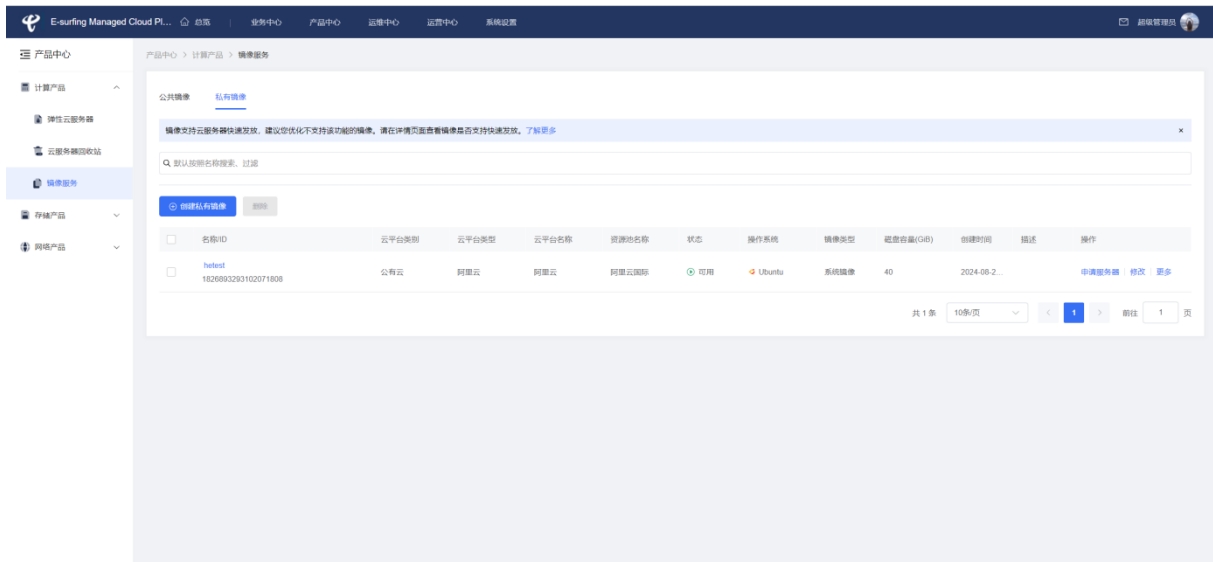 E-surfing Managed Cloud Pl... 总览 业务中心 产品中心 运维中心 运营中心 系统设置 超级管理员
产品中心
产品中心 > 计算产品 > 镜像服务
计算产品
弹性云服务器
云服务器回收站
镜像服务
存储产品
网络产品
公共镜像 私有镜像
镜像支持云服务器快速发放，建议您优化不支持该功能的镜像。请在详情页面查看镜像是否支持快速发放。了解更多
默认按照名称搜索、过滤
创建私有镜像 删除
名称/ID 云平台类别 云平台类型 云平台名称 资源池名称 状态 操作系统 镜像类型 磁盘容量(GiB) 创建时间 描述 操作
hetest
1826893293102071808 公有云 阿里云 阿里云 阿里云国际 可用 Ubuntu 系统镜像 40 2024-08-2... 申请服务器 修改 更多
共 1 条 10条/页 < 1 > 前往 1 页